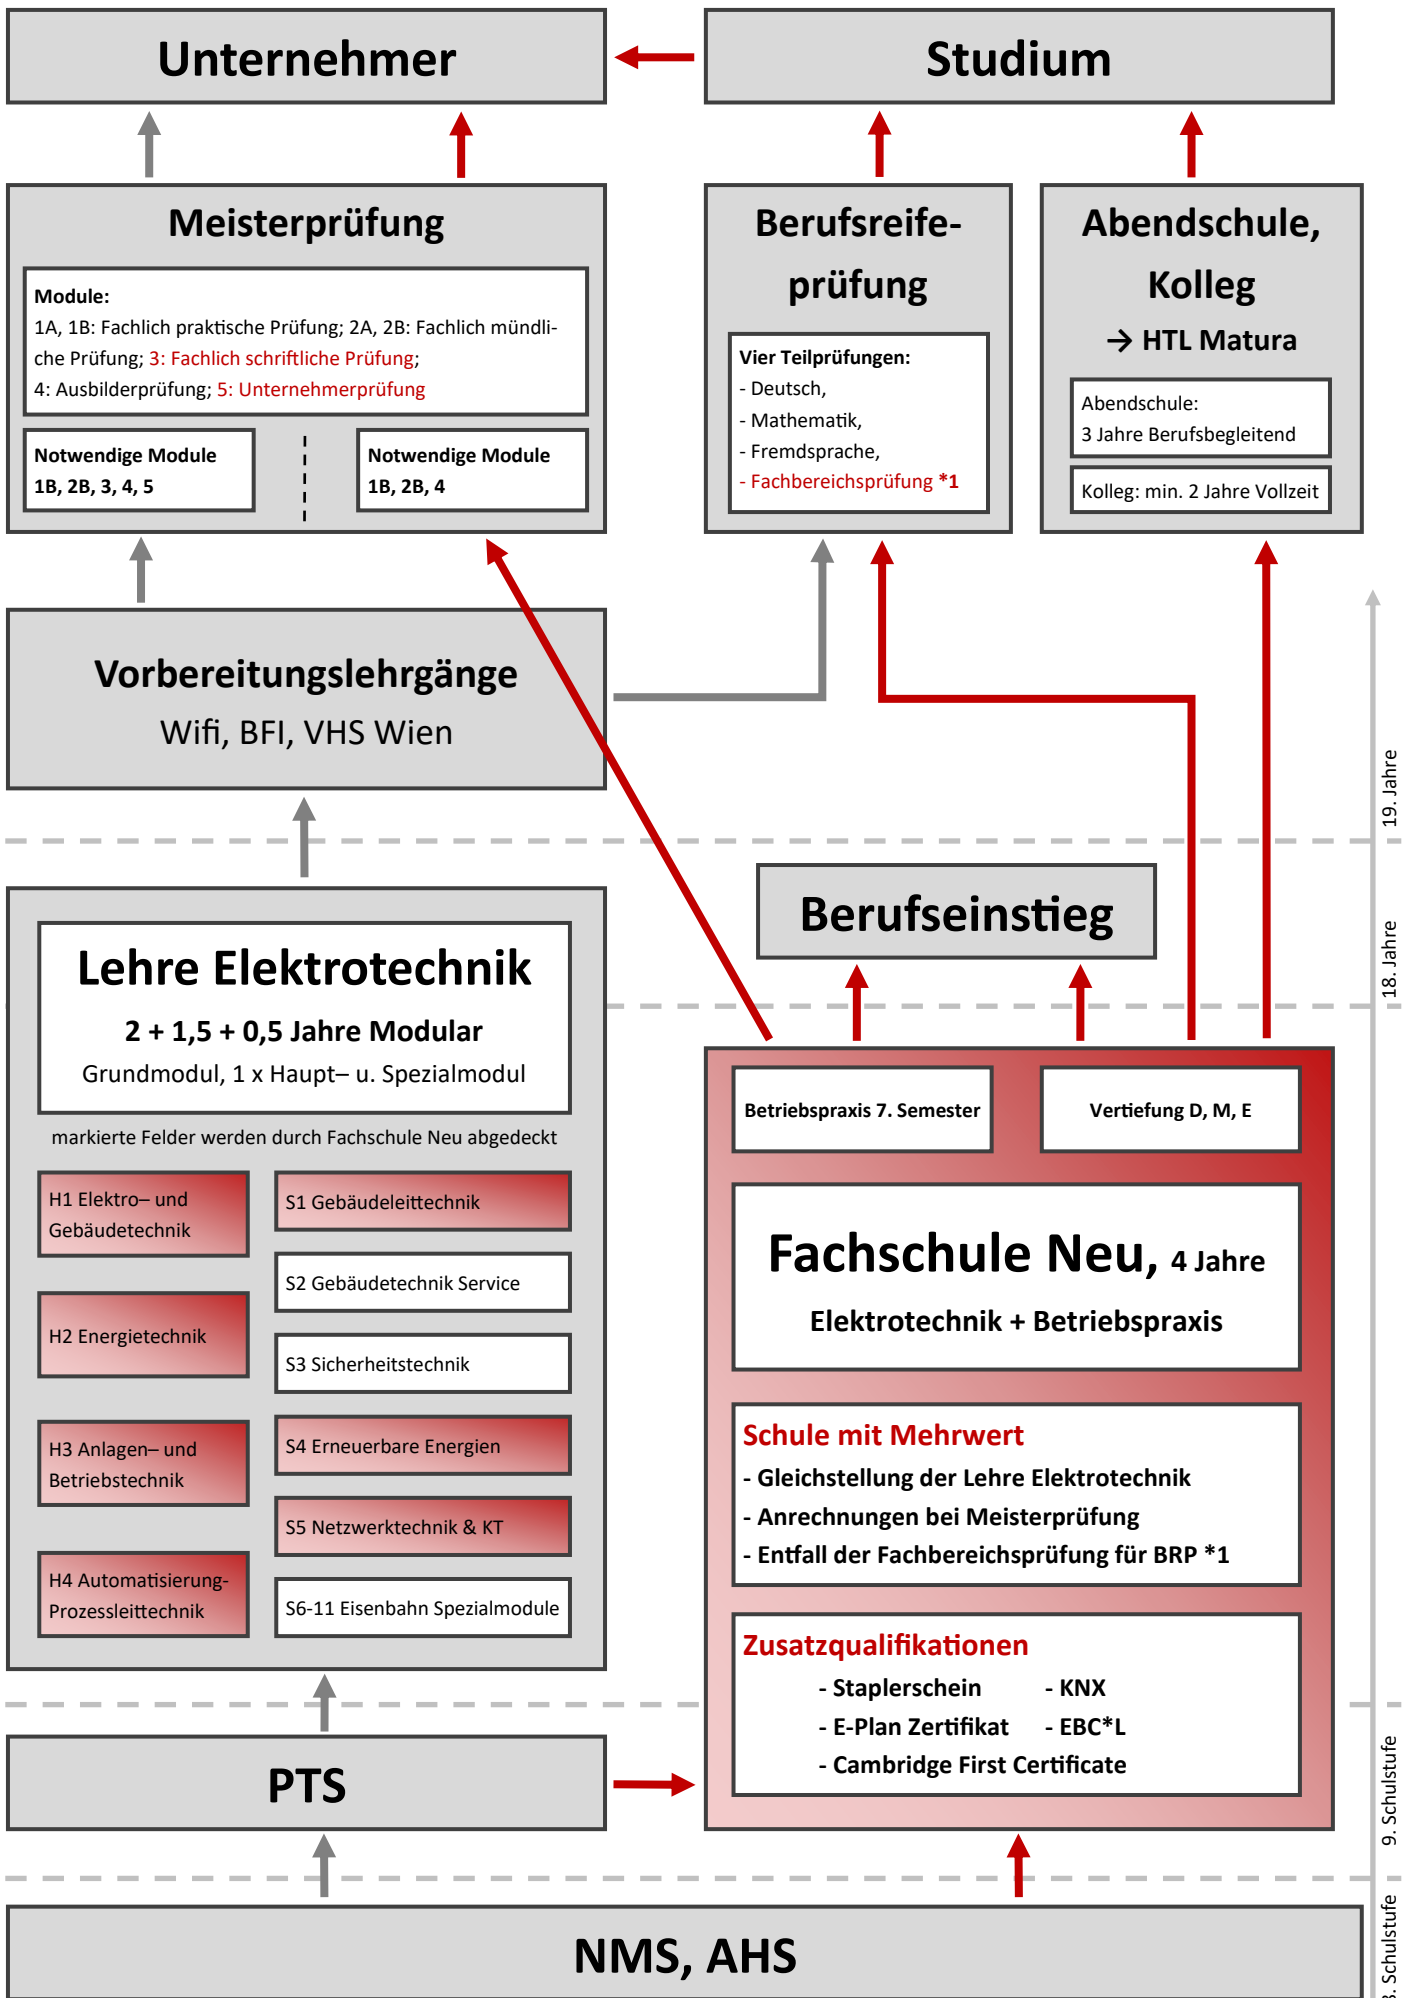 Unternehmer
Studium
Meisterprüfung
Module:
1A, 1B: Fachlich praktische Prüfung; 2A, 2B: Fachlich mündli-
che Prüfung; 3: Fachlich schriftliche Prüfung;
4: Ausbilderprüfung; 5: Unternehmerprüfung
Notwendige Module
1B, 2B, 3, 4, 5
Notwendige Module
1B, 2B, 4
Berufsreife-
prüfung
Vier Teilprüfungen:
- Deutsch,
- Mathematik,
- Fremdsprache,
- Fachbereichsprüfung *1
Abendschule,
Kolleg
→ HTL Matura
Abendschule:
3 Jahre Berufsbegleitend
Kolleg: min. 2 Jahre Vollzeit
Vorbereitungslehrgänge
Wifi, BFI, VHS Wien
19. Jahre
Berufseinstieg
18. Jahre
Lehre Elektrotechnik
2 + 1,5 + 0,5 Jahre Modular
Grundmodul, 1 x Haupt– u. Spezialmodul
markierte Felder werden durch Fachschule Neu abgedeckt
H1 Elektro– und
Gebäudetechnik
H2 Energietechnik
H3 Anlagen– und
Betriebstechnik
H4 Automatisierung-
Prozessleittechnik
S1 Gebäudeleittechnik
S2 Gebäudetechnik Service
S3 Sicherheitstechnik
S4 Erneuerbare Energien
S5 Netzwerktechnik & KT
S6-11 Eisenbahn Spezialmodule
Betriebspraxis 7. Semester
Vertiefung D, M, E
Fachschule Neu, 4 Jahre
Elektrotechnik + Betriebspraxis
Schule mit Mehrwert
- Gleichstellung der Lehre Elektrotechnik
- Anrechnungen bei Meisterprüfung
- Entfall der Fachbereichsprüfung für BRP *1
Zusatzqualifikationen
- Staplerschein - KNX
- E-Plan Zertifikat - EBC*L
- Cambridge First Certificate
PTS
9. Schulstufe
NMS, AHS
Schulstufe